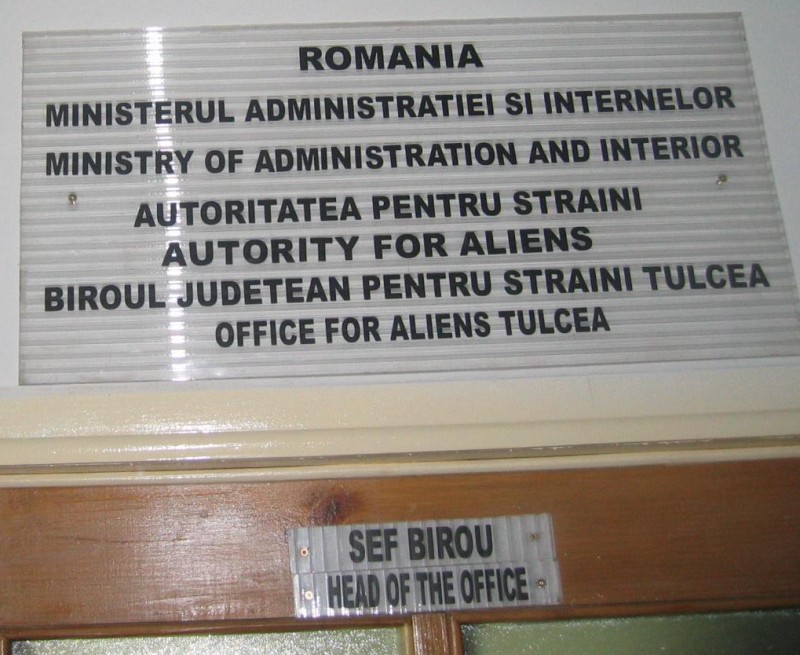 ROMANIA
MINISTERUL ADMINISTRATIEI SI INTERNELOR
MINISTRY OF ADMINISTRATION AND INTERIOR
AUTORITATEA PENTRU STRAINI
AUTORITY FOR ALIENS
BIROUL JUDETEAN PENTRU STRAINI TULCEA
OFFICE FOR ALIENS TULCEA
SEF BIROU
HEAD OF THE OFFICE